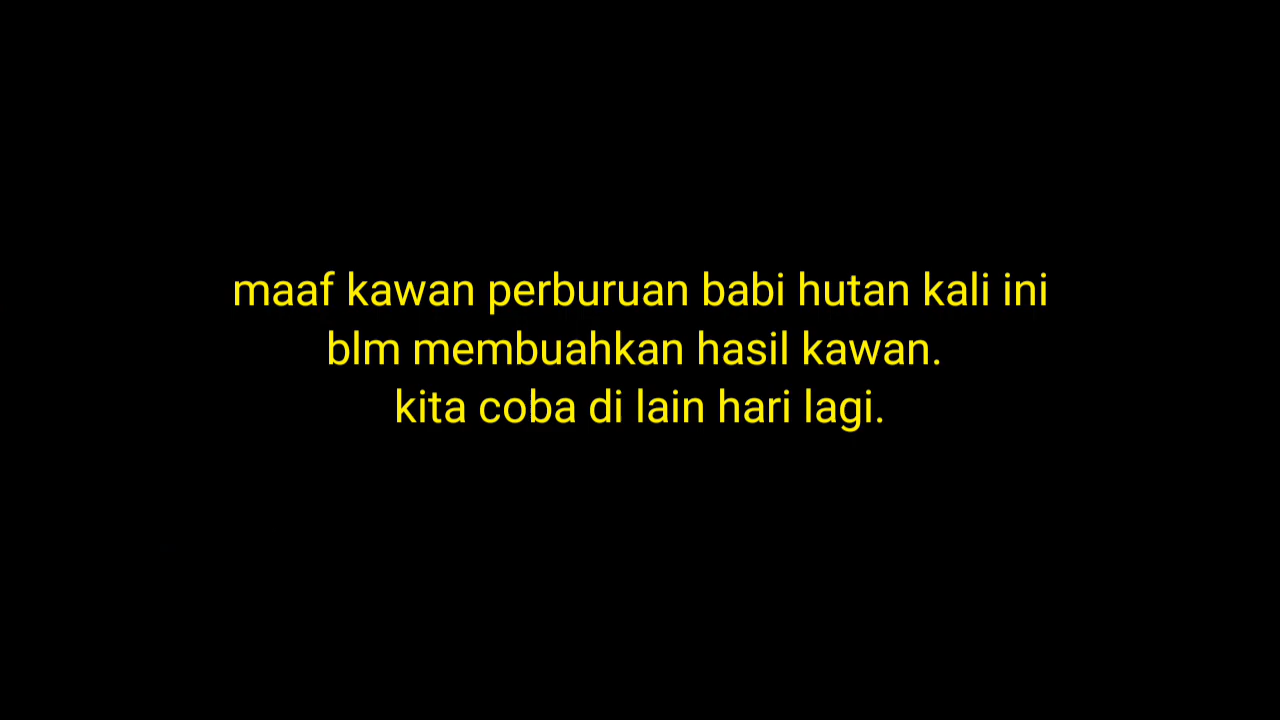 maaf kawan perburuan babi hutan kali ini
blm membuahkan hasil kawan.
kita coba di lain hari lagi.